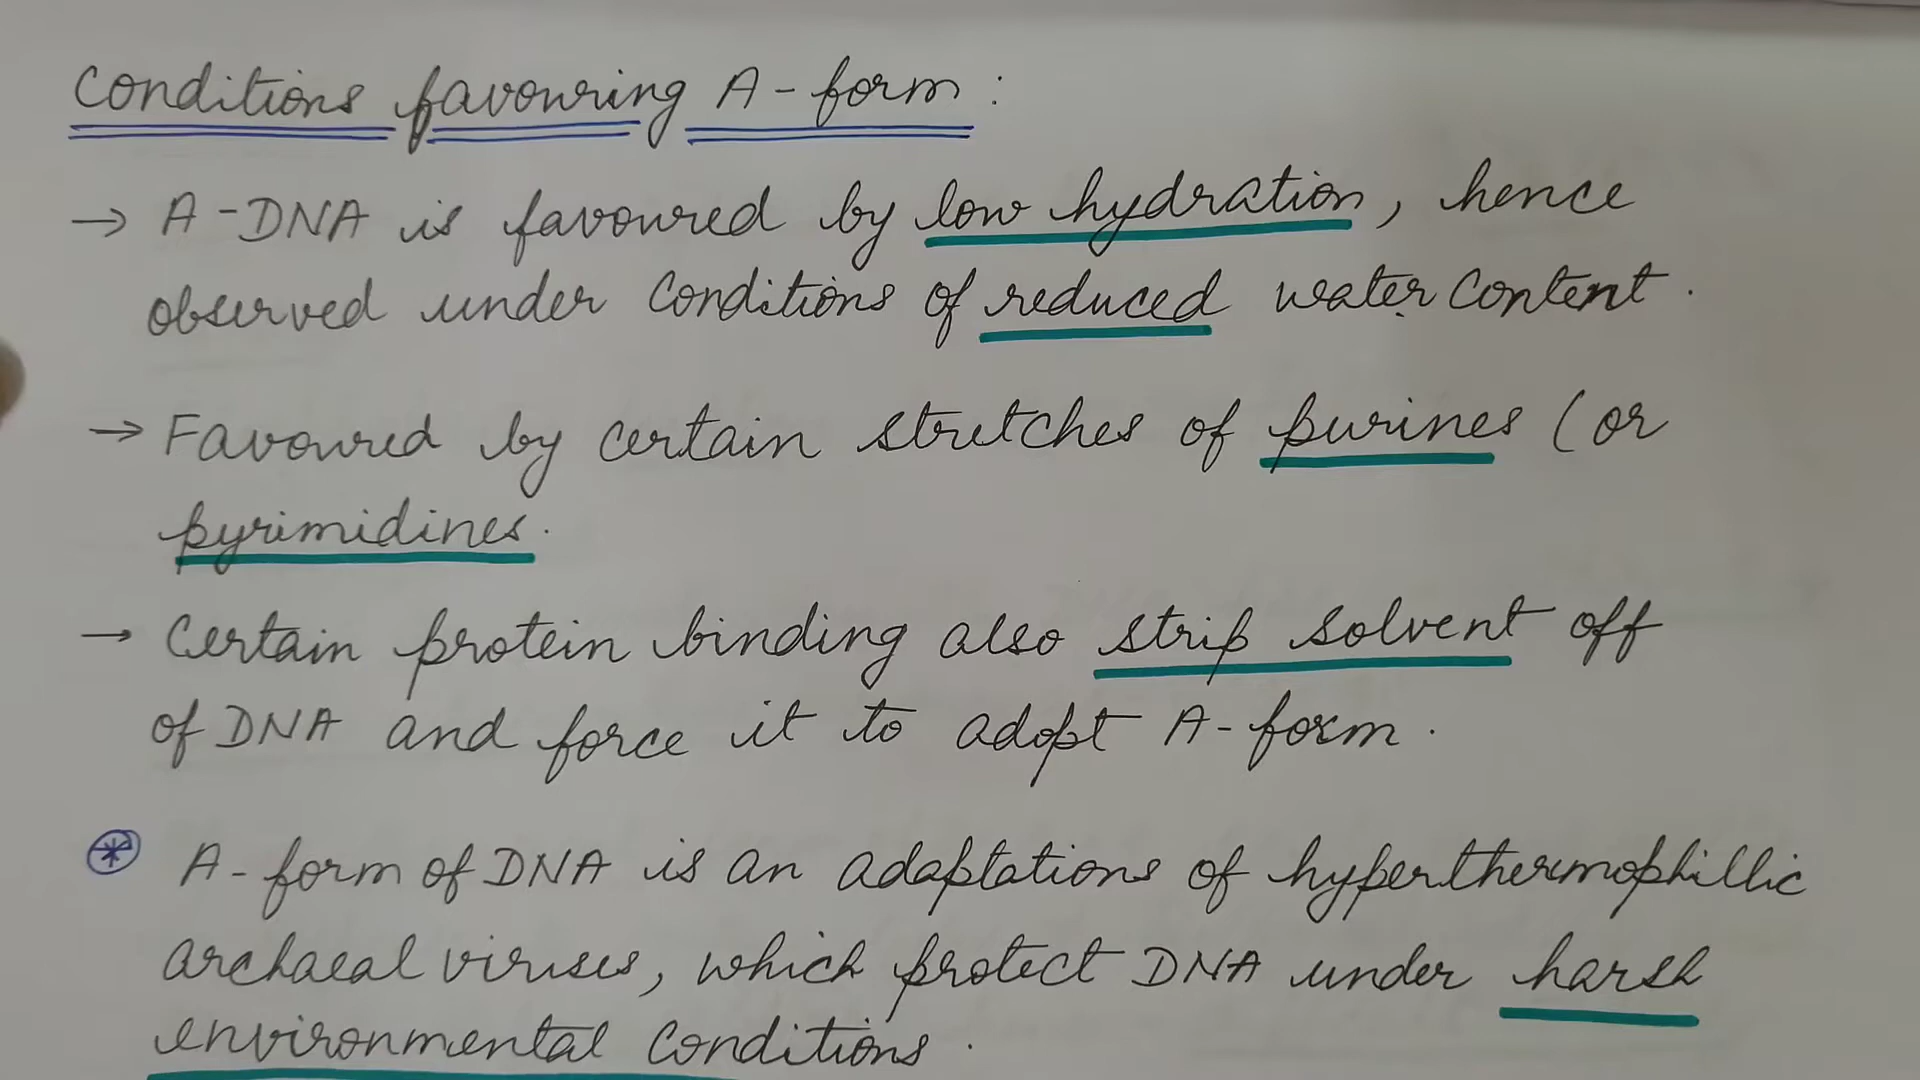 Conditions favouring A-form:
→ A-DNA is favoured by low hydration, hence
observed under conditions of reduced water content.
→ Favoured by certain stretches of purines (or
pyrimidines.
→ Certain protein binding also strip solvent off
of DNA and force it to adopt A-form.
* A-form of DNA is an adaptations of hyperthermophillic
archaeal viruses, which protect DNA under harsh
environmental conditions.